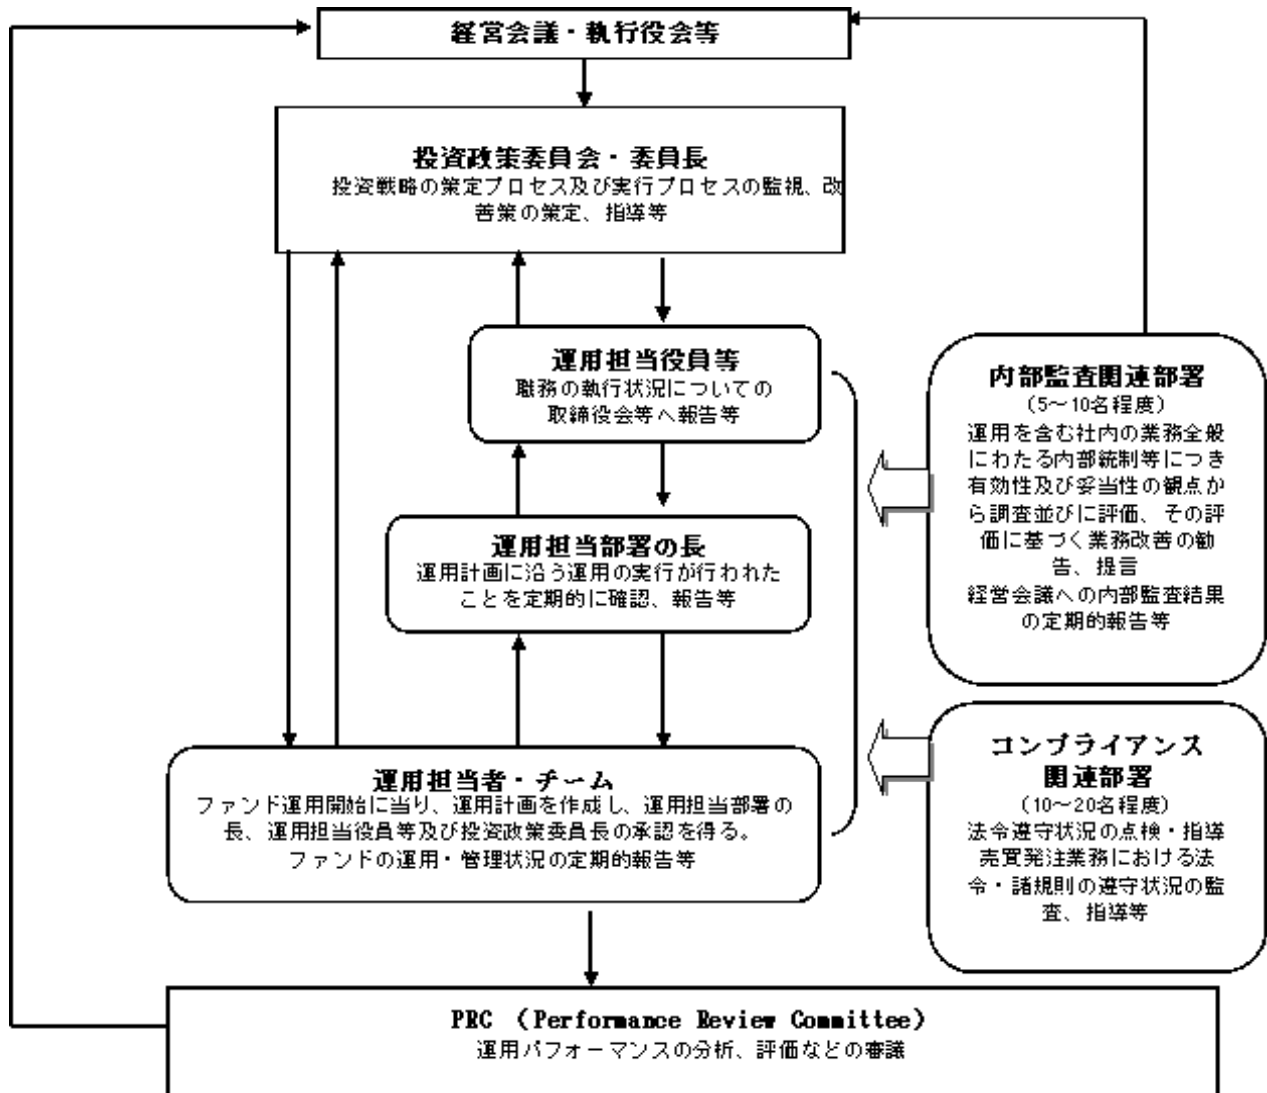 経営会議・執行役会等
投資政策委員会・委員長
投資戦略の策定プロセス及び実行プロセスの監視、改
善策の策定、指導等
運用担当役員等
職務の執行状況についての
取締役会等へ報告等
運用担当部署の長
運用計画に沿う運用の実行が行われた
ことを定期的に確認、報告等
運用担当者・チーム
ファンド運用開始に当り、運用計画を作成し、運用担当部署の
長、運用担当役員等及び投資政策委員長の承認を得る。
ファンドの運用・管理状況の定期的報告等
内部監査関連部署
（5～10名程度）
運用を含む社内の業務全般
にわたる内部統制等につき
有効性及び妥当性の観点か
ら調査並びに評価、その評
価に基づく業務改善の勧
告、提言
経営会議への内部監査結果
の定期的報告等
コンプライアンス
関連部署
（10～20名程度）
法令遵守状況の点検・指導
売買発注業務における法
令・諸規則の遵守状況の監
査、指導等
PRC （Performance Review Committee）
運用パフォーマンスの分析、評価などの審議